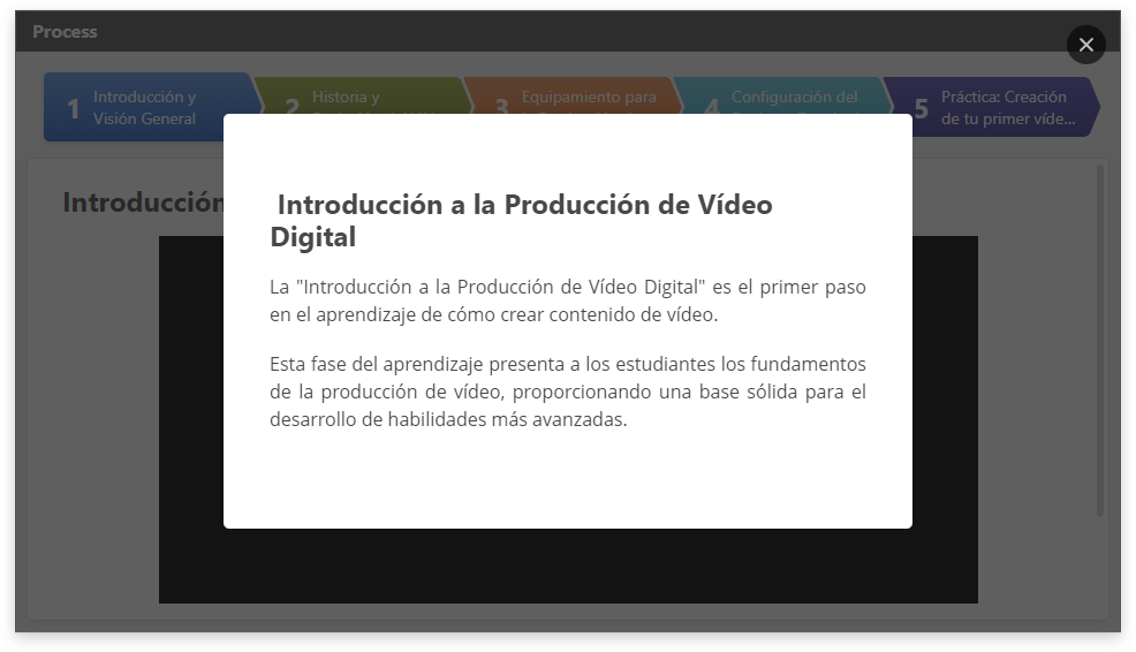 Process
1 Introducción y
Visión General
2 Historia y
3 Equipamiento para
4 Configuración del
5 Práctica: Creación
de tu primer víde...
Introducción
Introducción a la Producción de Vídeo
Digital
La "Introducción a la Producción de Vídeo Digital" es el primer paso
en el aprendizaje de cómo crear contenido de vídeo.
Esta fase del aprendizaje presenta a los estudiantes los fundamentos
de la producción de vídeo, proporcionando una base sólida para el
desarrollo de habilidades más avanzadas.